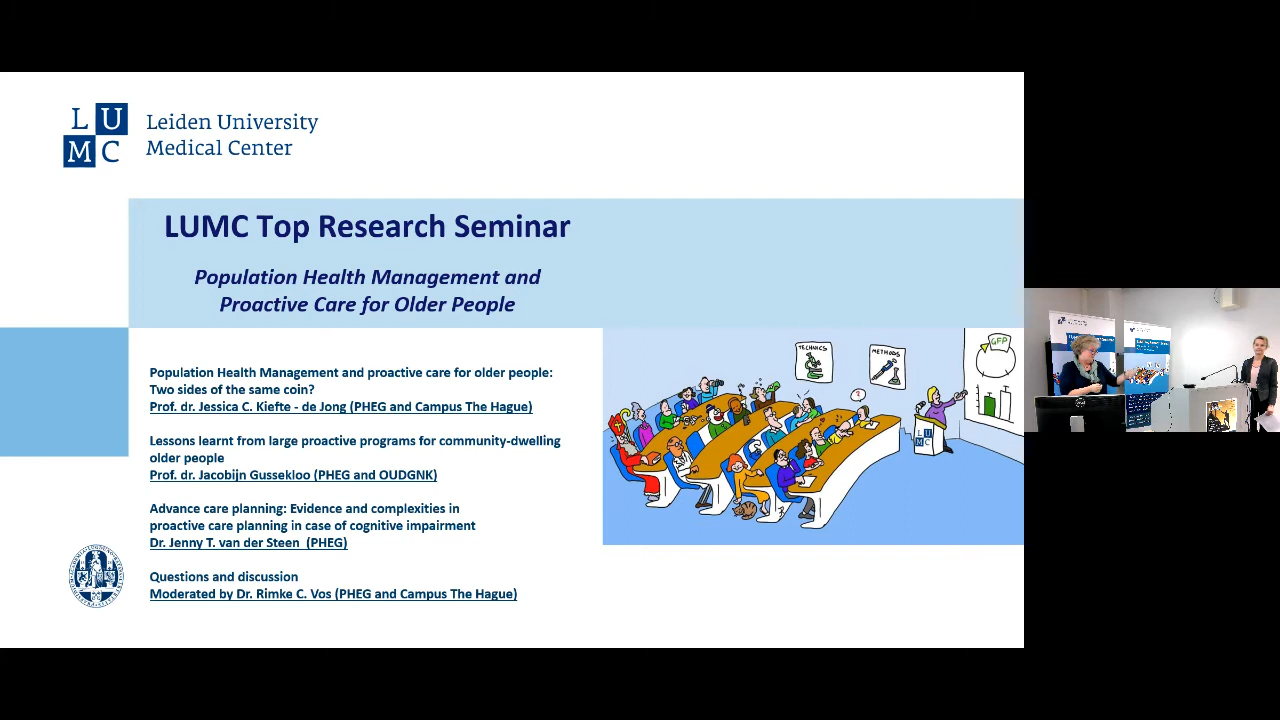 L U
M C
Leiden University
Medical Center
LUMC Top Research Seminar
Population Health Management and
Proactive Care for Older People
Population Health Management and proactive care for older people:
Two sides of the same coin?
Prof. dr. Jessica C. Kiefte - de Jong (PHEG and Campus The Hague)
Lessons learnt from large proactive programs for community-dwelling
older people
Prof. dr. Jacobijn Gussekloo (PHEG and OUDGNK)
Advance care planning: Evidence and complexities in
proactive care planning in case of cognitive impairment
Dr. Jenny T. van der Steen (PHEG)
Questions and discussion
Moderated by Dr. Rimke C. Vos (PHEG and Campus The Hague)
TECHNICS
METHODS
GFP
?
L U
M C